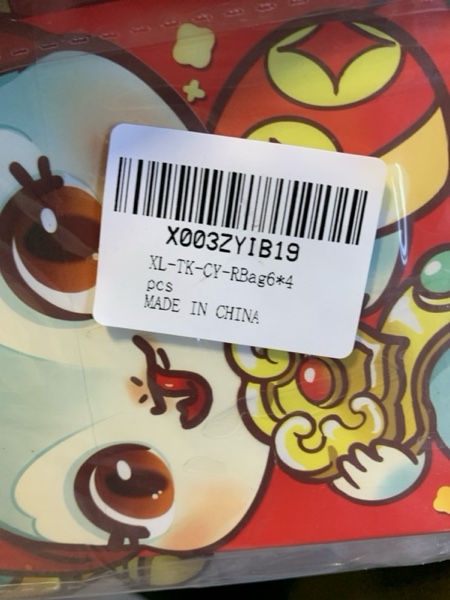 X003ZYIB19
XL-TK-CY-RBag6*4
pcs
MADE IN CHINA